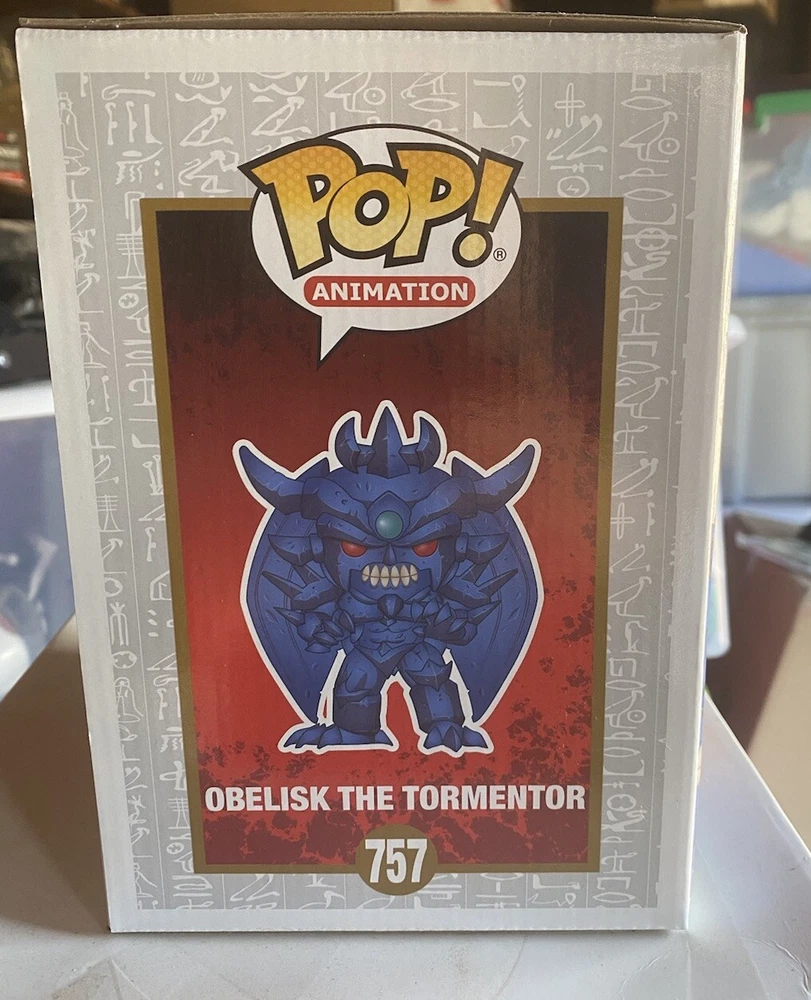 POP!®
ANIMATION
OBELISK THE TORMENTOR
757